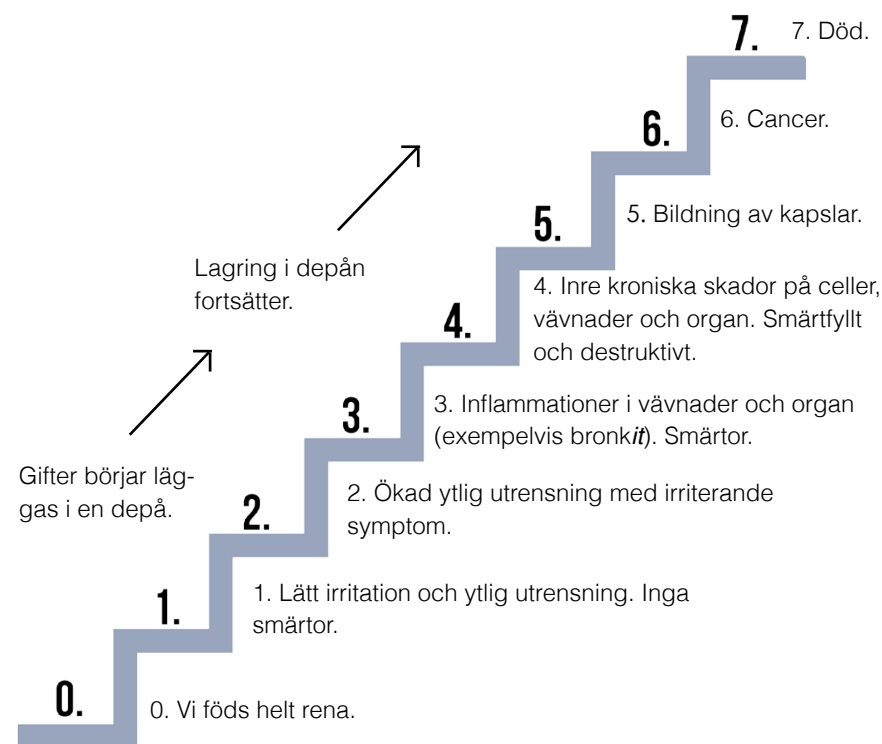 7.
7. Död.
6.
6. Cancer.
5.
5. Bildning av kapslar.
Lagring i depån
fortsätter.
4.
4. Inre kroniska skador på celler,
vävnader och organ. Smärtfyllt
och destruktivt.
3.
3. Inflammationer i vävnader och organ
(exempelvis bronkit). Smärtor.
Gifter börjar läg-
gas i en depå.
2.
2. Ökad ytlig utrensning med irriterande
symptom.
1.
1. Lätt irritation och ytlig utrensning. Inga
smärtor.
0.
0. Vi föds helt rena.